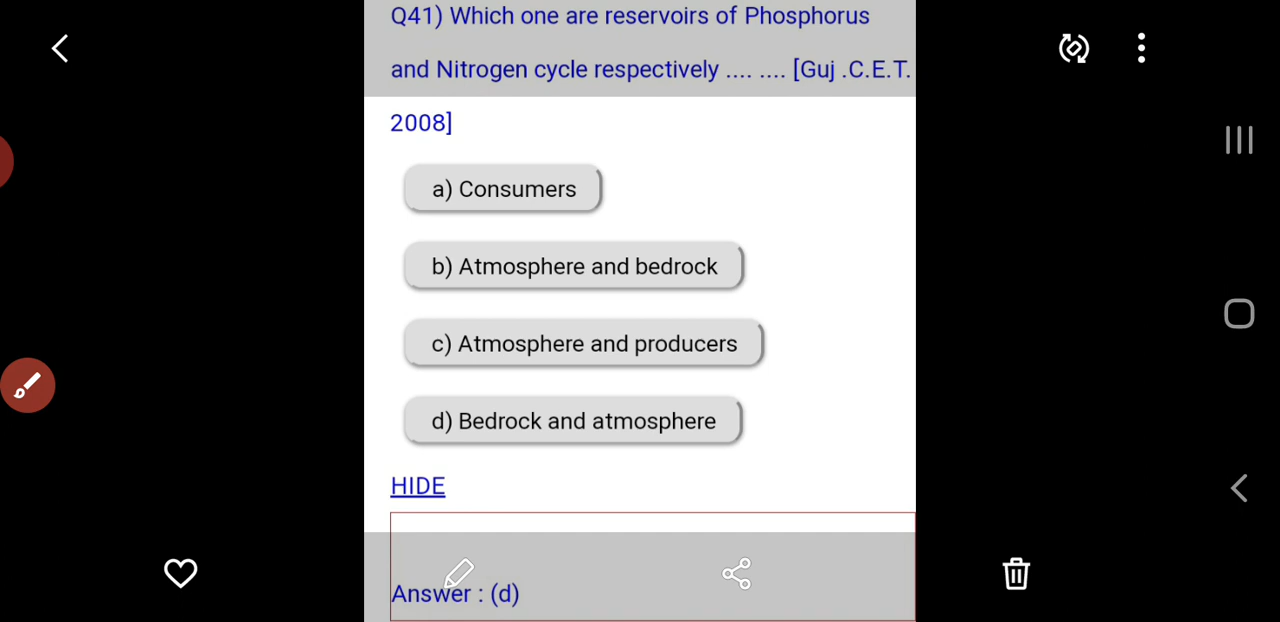 Q41) Which one are reservoirs of Phosphorus
and Nitrogen cycle respectively .... .... [Guj .C.E.T.
2008]
a) Consumers
b) Atmosphere and bedrock
c) Atmosphere and producers
d) Bedrock and atmosphere
HIDE
Answer : (d)